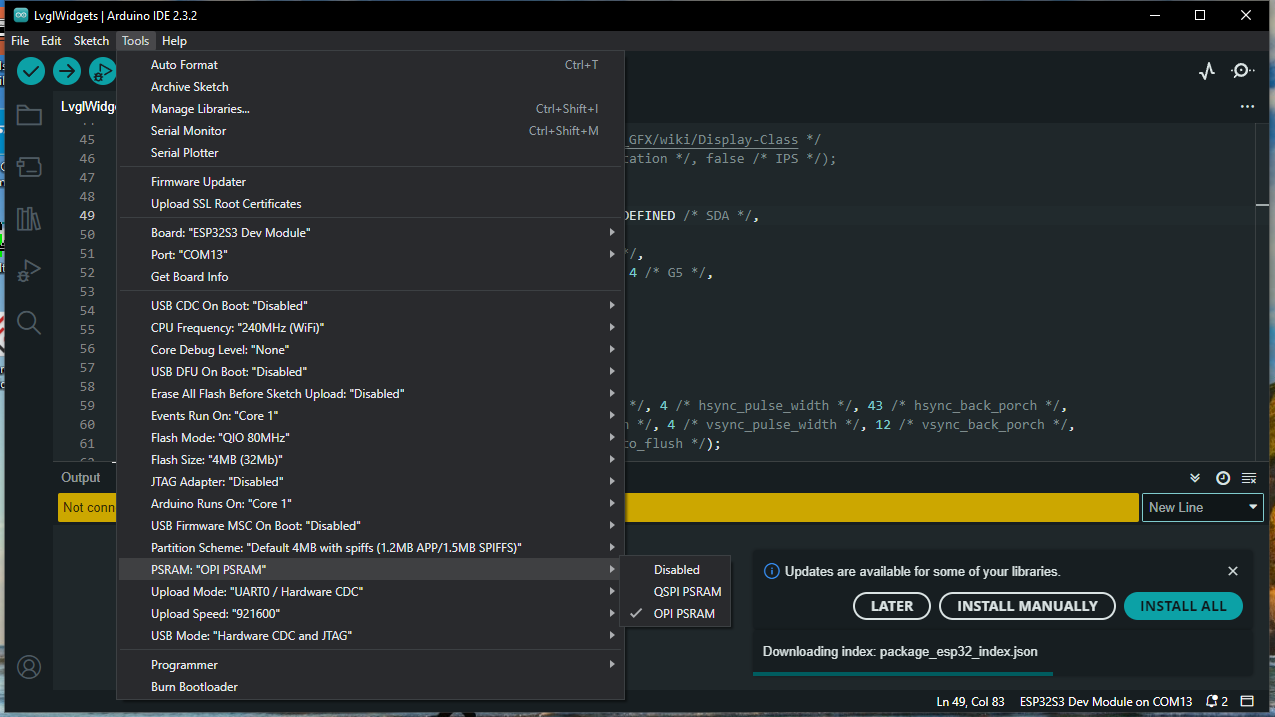 LvglWidgets | Arduino IDE 2.3.2
File Edit Sketch Tools Help
Auto Format Ctrl+T
Archive Sketch
Manage Libraries... Ctrl+Shift+I
Serial Monitor Ctrl+Shift+M
Serial Plotter
Firmware Updater
Upload SSL Root Certificates
Board: "ESP32S3 Dev Module"
Port: "COM13"
Get Board Info
USB CDC On Boot: "Disabled"
CPU Frequency: "240MHz (WiFi)"
Core Debug Level: "None"
USB DFU On Boot: "Disabled"
Erase All Flash Before Sketch Upload: "Disabled"
Events Run On: "Core 1"
Flash Mode: "QIO 80MHz"
Flash Size: "4MB (32Mb)"
JTAG Adapter: "Disabled"
Arduino Runs On: "Core 1"
USB Firmware MSC On Boot: "Disabled"
Partition Scheme: "Default 4MB with spiffs (1.2MB APP/1.5MB SPIFFS)"
PSRAM: "OPI PSRAM"
Upload Mode: "UART0 / Hardware CDC"
Upload Speed: "921600"
USB Mode: "Hardware CDC and JTAG"
Programmer
Burn Bootloader
Disabled
QSPI PSRAM
OPI PSRAM
LvglWidg
45 _GFX/wiki/Display-Class */
46 tation */, false /* IPS */);
47
48
49 DEFINED /* SDA */,
50
51 */,
52 4 /* G5 */,
53
54
55
56
57
58
59 */, 4 /* hsync_pulse_width */, 43 /* hsync_back_porch */,
60 h */, 4 /* vsync_pulse_width */, 12 /* vsync_back_porch */,
61 to_flush */);
Output
Not conn
New Line
Updates are available for some of your libraries.
LATER INSTALL MANUALLY INSTALL ALL
Downloading index: package_esp32_index.json
Ln 49, Col 83 ESP32S3 Dev Module on COM13 2